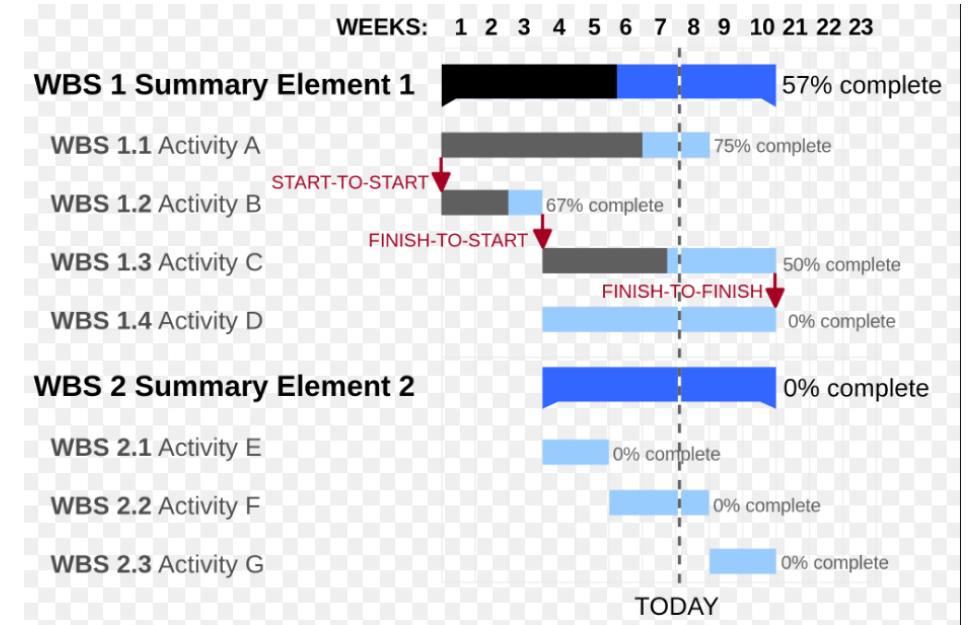 WEEKS: 1 2 3 4 5 6 7 8 9 10 21 22 23
WBS 1 Summary Element 1 57% complete
WBS 1.1 Activity A 75% complete
START-TO-START
WBS 1.2 Activity B 67% complete
FINISH-TO-START
WBS 1.3 Activity C 50% complete
FINISH-TO-FINISH
WBS 1.4 Activity D 0% complete
WBS 2 Summary Element 2 0% complete
WBS 2.1 Activity E 0% complete
WBS 2.2 Activity F 0% complete
WBS 2.3 Activity G 0% complete
TODAY